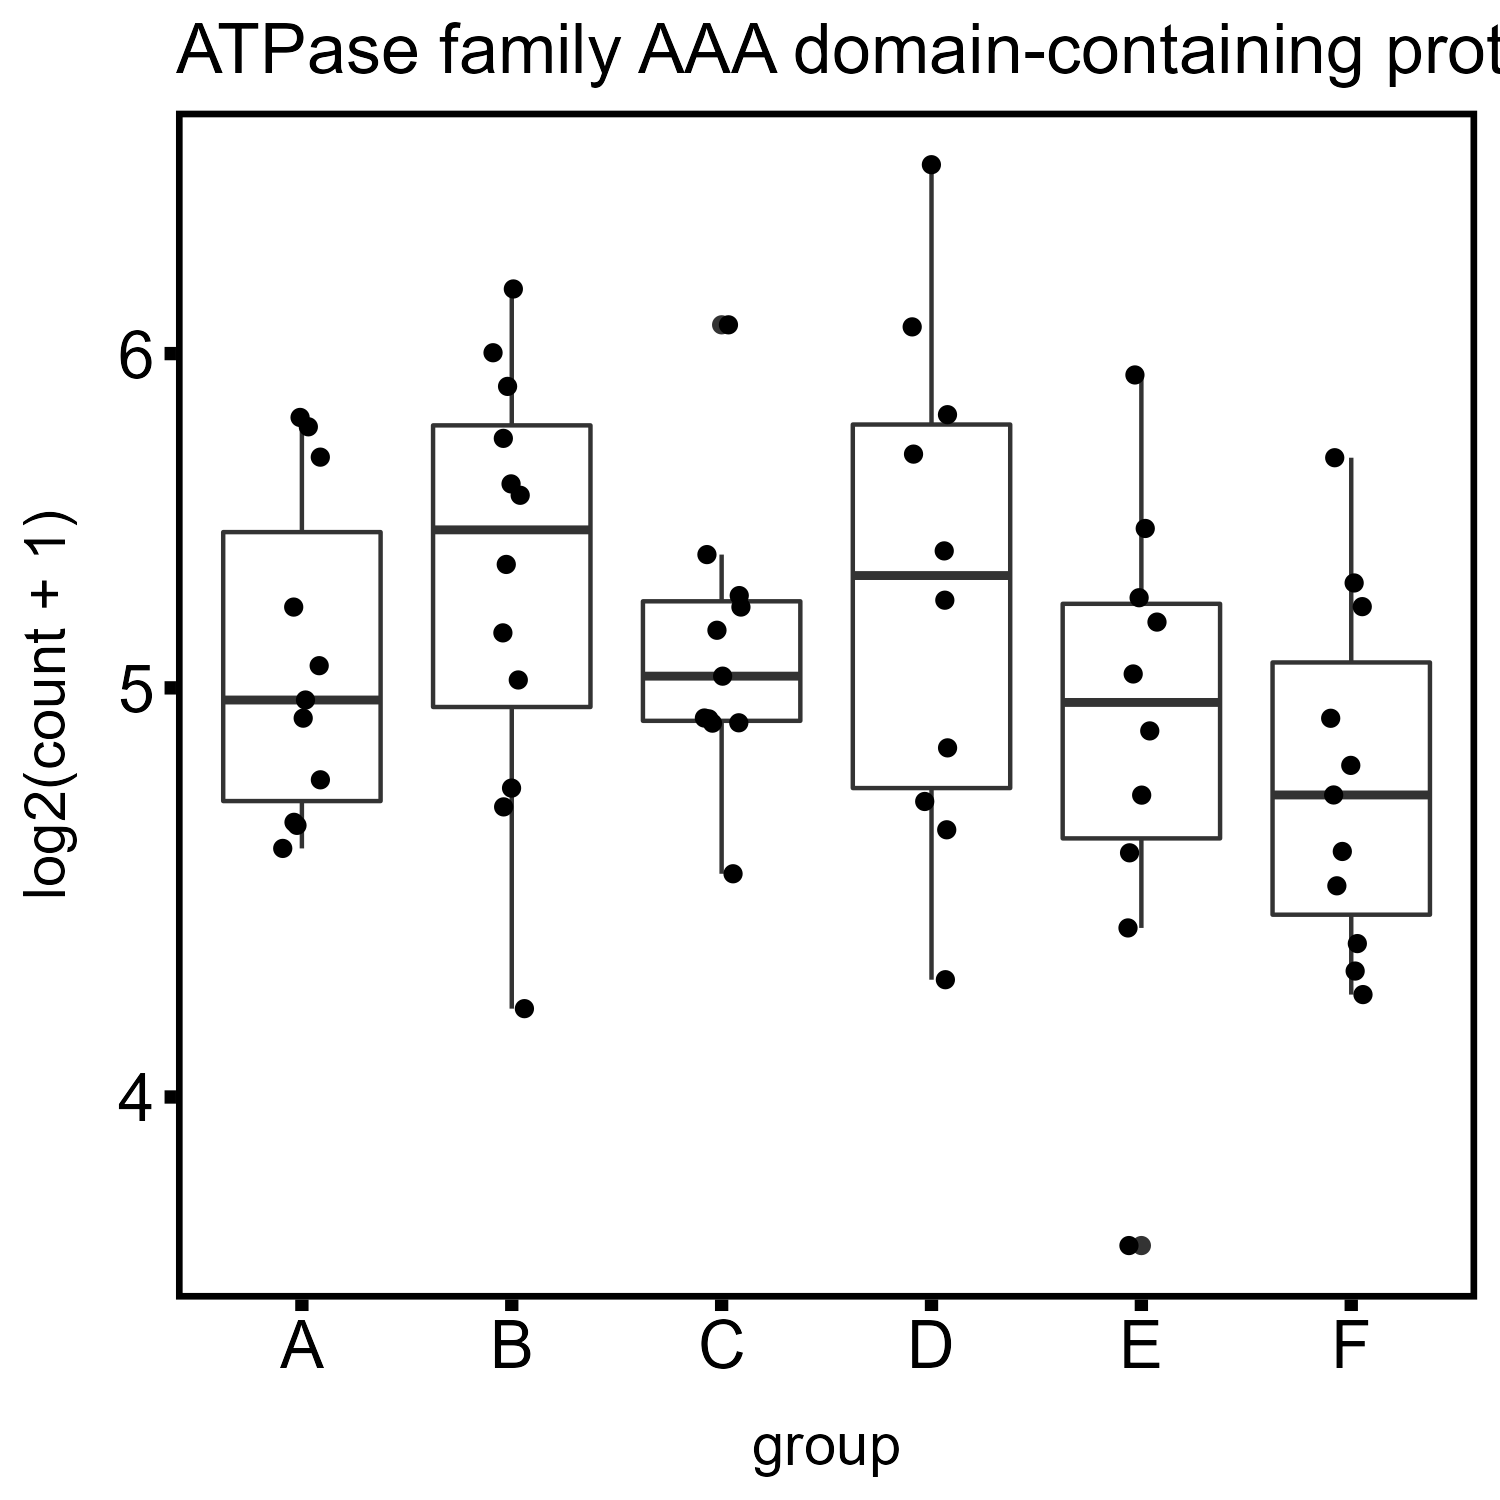 ATPase family AAA domain-containing prot
log2(count + 1)
6
5
4
A B C D E F
group